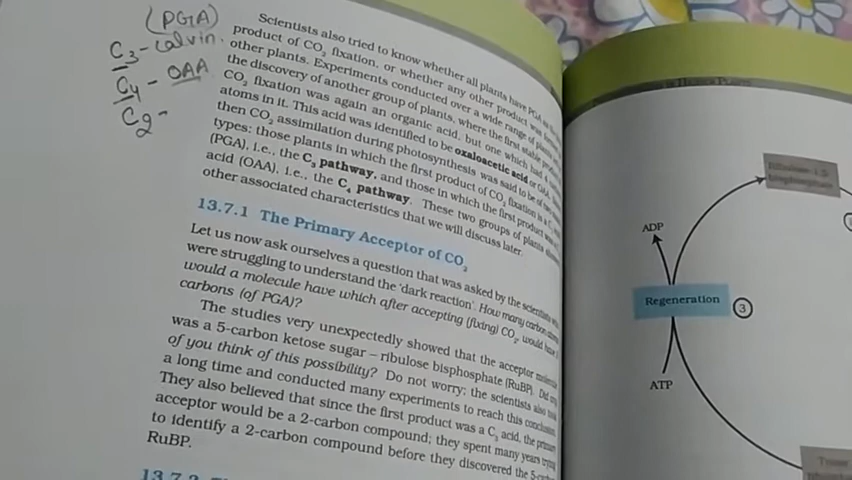 (PGA)
C3 - Calvin.
C4 - OAA
C2 -
Scientists also tried to know whether all plants have PGA as the
product of CO2 fixation, or whether any other product was
other plants. Experiments conducted over a wide range of plants
the discovery of another group of plants, where the first stable
CO2 fixation was again an organic acid, but one which had 4
atoms in it. This acid was identified to be oxaloacetic acid or OAA.
then CO2 assimilation during photosynthesis was said to be of
types: those plants in which the first product of CO2 fixation is a
(PGA), i.e., the C3 pathway, and those in which the first product was
acid (OAA), i.e., the C4 pathway. These two groups of plants
other associated characteristics that we will discuss later.
13.7.1 The Primary Acceptor of CO2
Let us now ask ourselves a question that was asked by the scientists
were struggling to understand the 'dark reaction'. How many carbon
would a molecule have which after accepting (fixing) CO2, would have
carbons (of PGA)?
The studies very unexpectedly showed that the acceptor molecule
was a 5-carbon ketose sugar – ribulose bisphosphate (RuBP). Did
of you think of this possibility? Do not worry; the scientists also took
a long time and conducted many experiments to reach this conclusion.
They also believed that since the first product was a C3 acid, the primary
acceptor would be a 2-carbon compound; they spent many years trying
to identify a 2-carbon compound before they discovered the
RuBP.
13.7.2
ADP
Regeneration
3
ATP